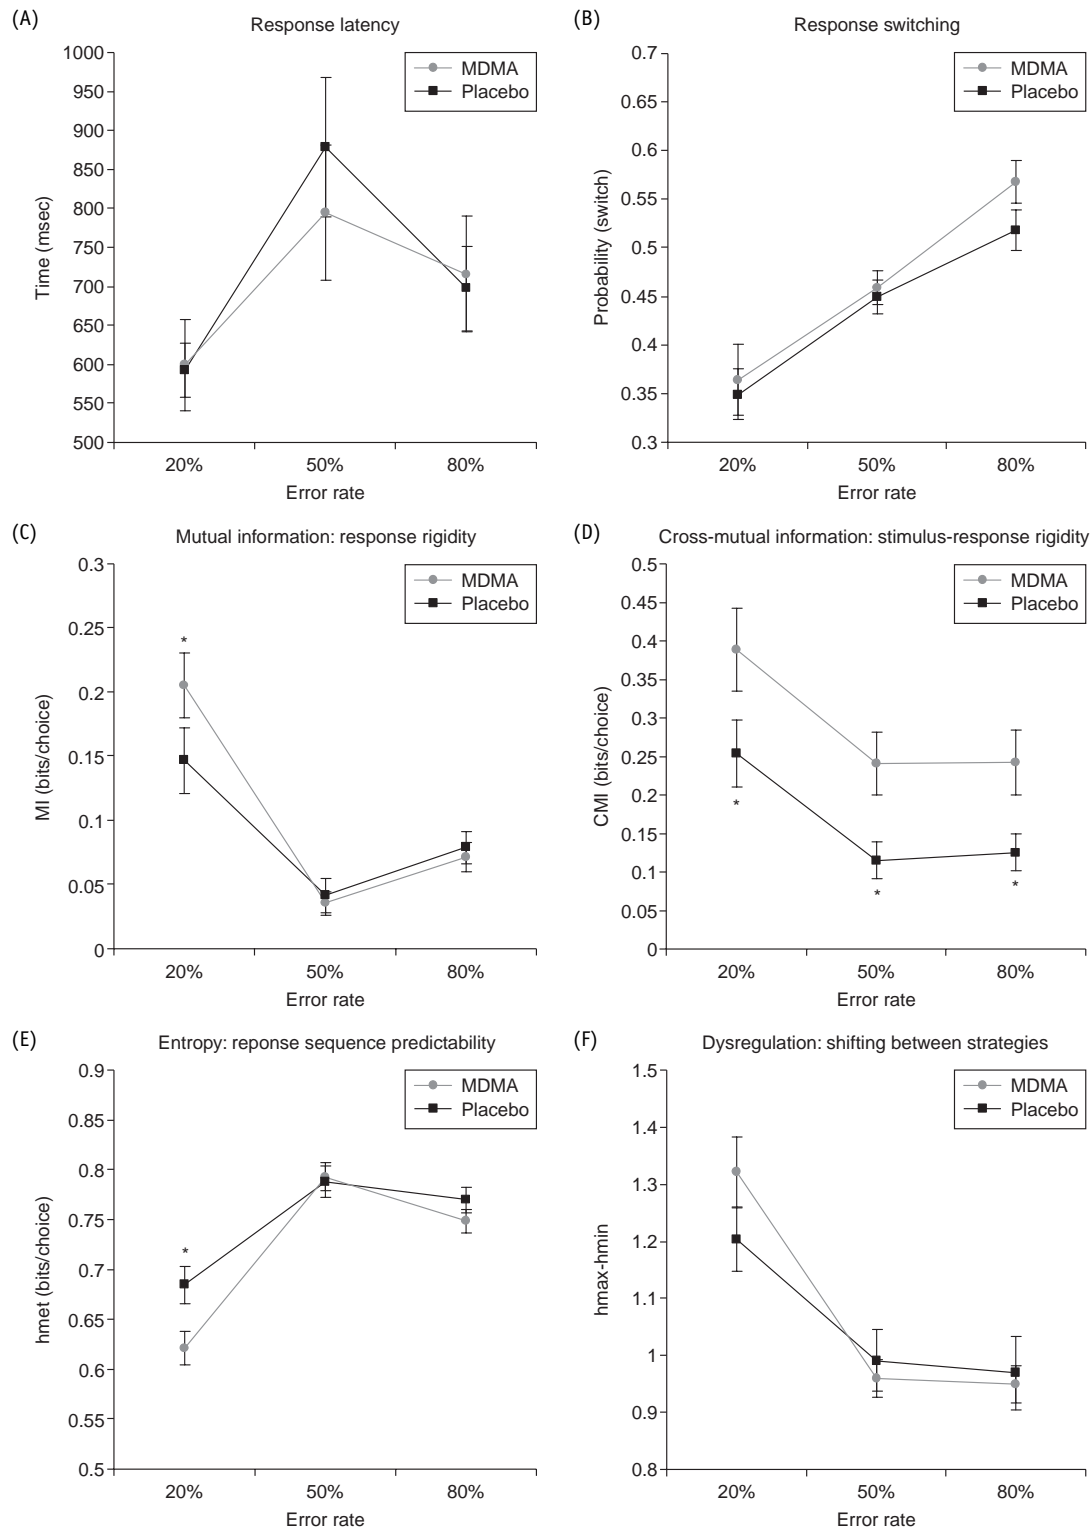 (A)
Response latency
1000
950
900
850
800
750
700
650
600
550
500
Time (msec)
MDMA
Placebo
20% 50% 80%
Error rate
(B)
Response switching
0.7
0.65
0.6
0.55
0.5
0.45
0.4
0.35
0.3
Probability (switch)
MDMA
Placebo
20% 50% 80%
Error rate
(C)
Mutual information: response rigidity
0.3
0.25
0.2
0.15
0.1
0.05
0
MI (bits/choice)
MDMA
Placebo
*
20% 50% 80%
Error rate
(D)
Cross-mutual information: stimulus-response rigidity
0.5
0.45
0.4
0.35
0.3
0.25
0.2
0.15
0.1
0.05
0
CMI (bits/choice)
MDMA
Placebo
*
*
*
20% 50% 80%
Error rate
(E)
Entropy: reponse sequence predictability
0.9
0.85
0.8
0.75
0.7
0.65
0.6
0.55
0.5
hmet (bits/choice)
MDMA
Placebo
*
20% 50% 80%
Error rate
(F)
Dysregulation: shifting between strategies
1.5
1.4
1.3
1.2
1.1
1
0.9
0.8
hmax-hmin
MDMA
Placebo
20% 50% 80%
Error rate